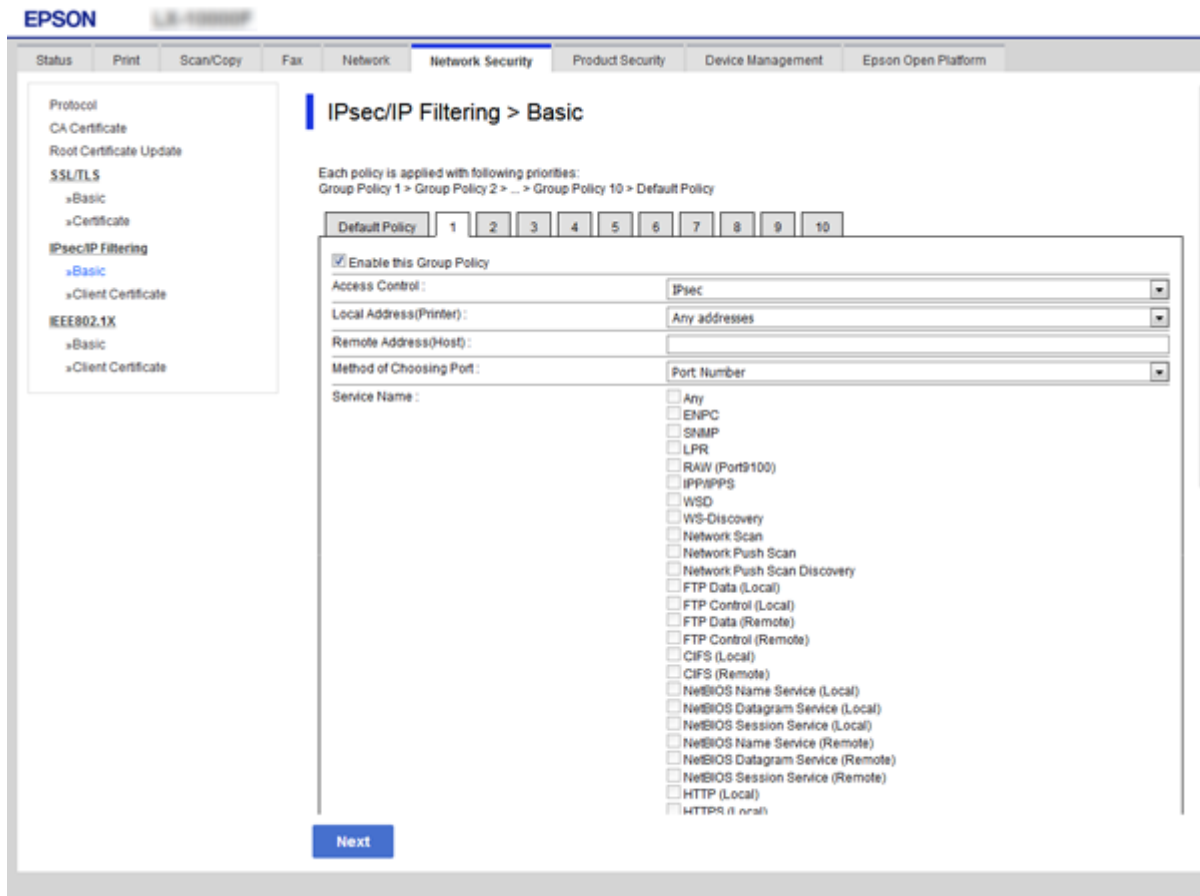 EPSON
Status Print Scan/Copy Fax Network Network Security Product Security Device Management Epson Open Platform
Protocol
CA Certificate
Root Certificate Update
SSL/TLS
»Basic
»Certificate
IPsec/IP Filtering
»Basic
»Client Certificate
IEEE802.1X
»Basic
»Client Certificate
IPsec/IP Filtering > Basic
Each policy is applied with following priorities:
Group Policy 1 > Group Policy 2 > ... > Group Policy 10 > Default Policy
Default Policy 1 2 3 4 5 6 7 8 9 10
Enable this Group Policy
Access Control : IPsec
Local Address(Printer) : Any addresses
Remote Address(Host) :
Method of Choosing Port : Port Number
Service Name :
Any
ENPC
SNMP
LPR
RAW (Port9100)
IPP/IPPS
WSD
WS-Discovery
Network Scan
Network Push Scan
Network Push Scan Discovery
FTP Data (Local)
FTP Control (Local)
FTP Data (Remote)
FTP Control (Remote)
CIFS (Local)
CIFS (Remote)
NetBIOS Name Service (Local)
NetBIOS Datagram Service (Local)
NetBIOS Session Service (Local)
NetBIOS Name Service (Remote)
NetBIOS Datagram Service (Remote)
NetBIOS Session Service (Remote)
HTTP (Local)
HTTPS (Local)
Next